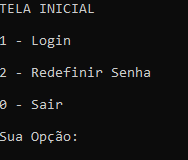 TELA INICIAL
1 - Login
2 - Redefinir Senha
0 - Sair
Sua Opção: